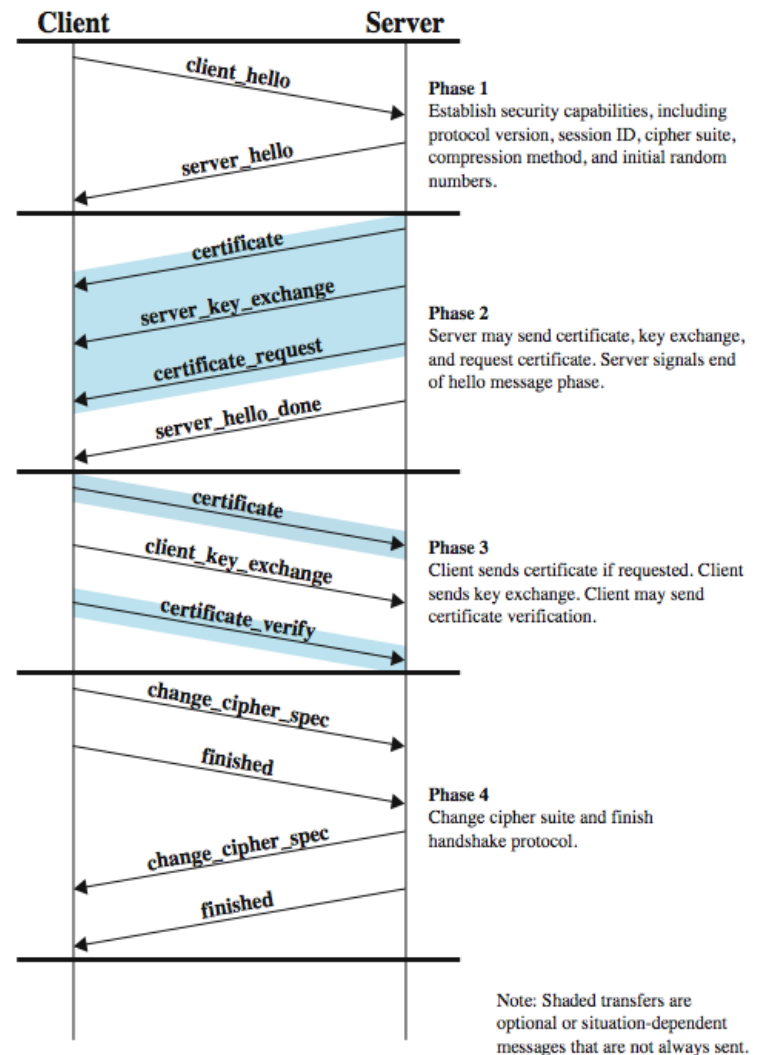 Client
Server
client_hello
server_hello
Phase 1
Establish security capabilities, including
protocol version, session ID, cipher suite,
compression method, and initial random
numbers.
certificate
server_key_exchange
certificate_request
server_hello_done
Phase 2
Server may send certificate, key exchange,
and request certificate. Server signals end
of hello message phase.
certificate
client_key_exchange
certificate_verify
Phase 3
Client sends certificate if requested. Client
sends key exchange. Client may send
certificate verification.
change_cipher_spec
finished
change_cipher_spec
finished
Phase 4
Change cipher suite and finish
handshake protocol.
Note: Shaded transfers are
optional or situation-dependent
messages that are not always sent.